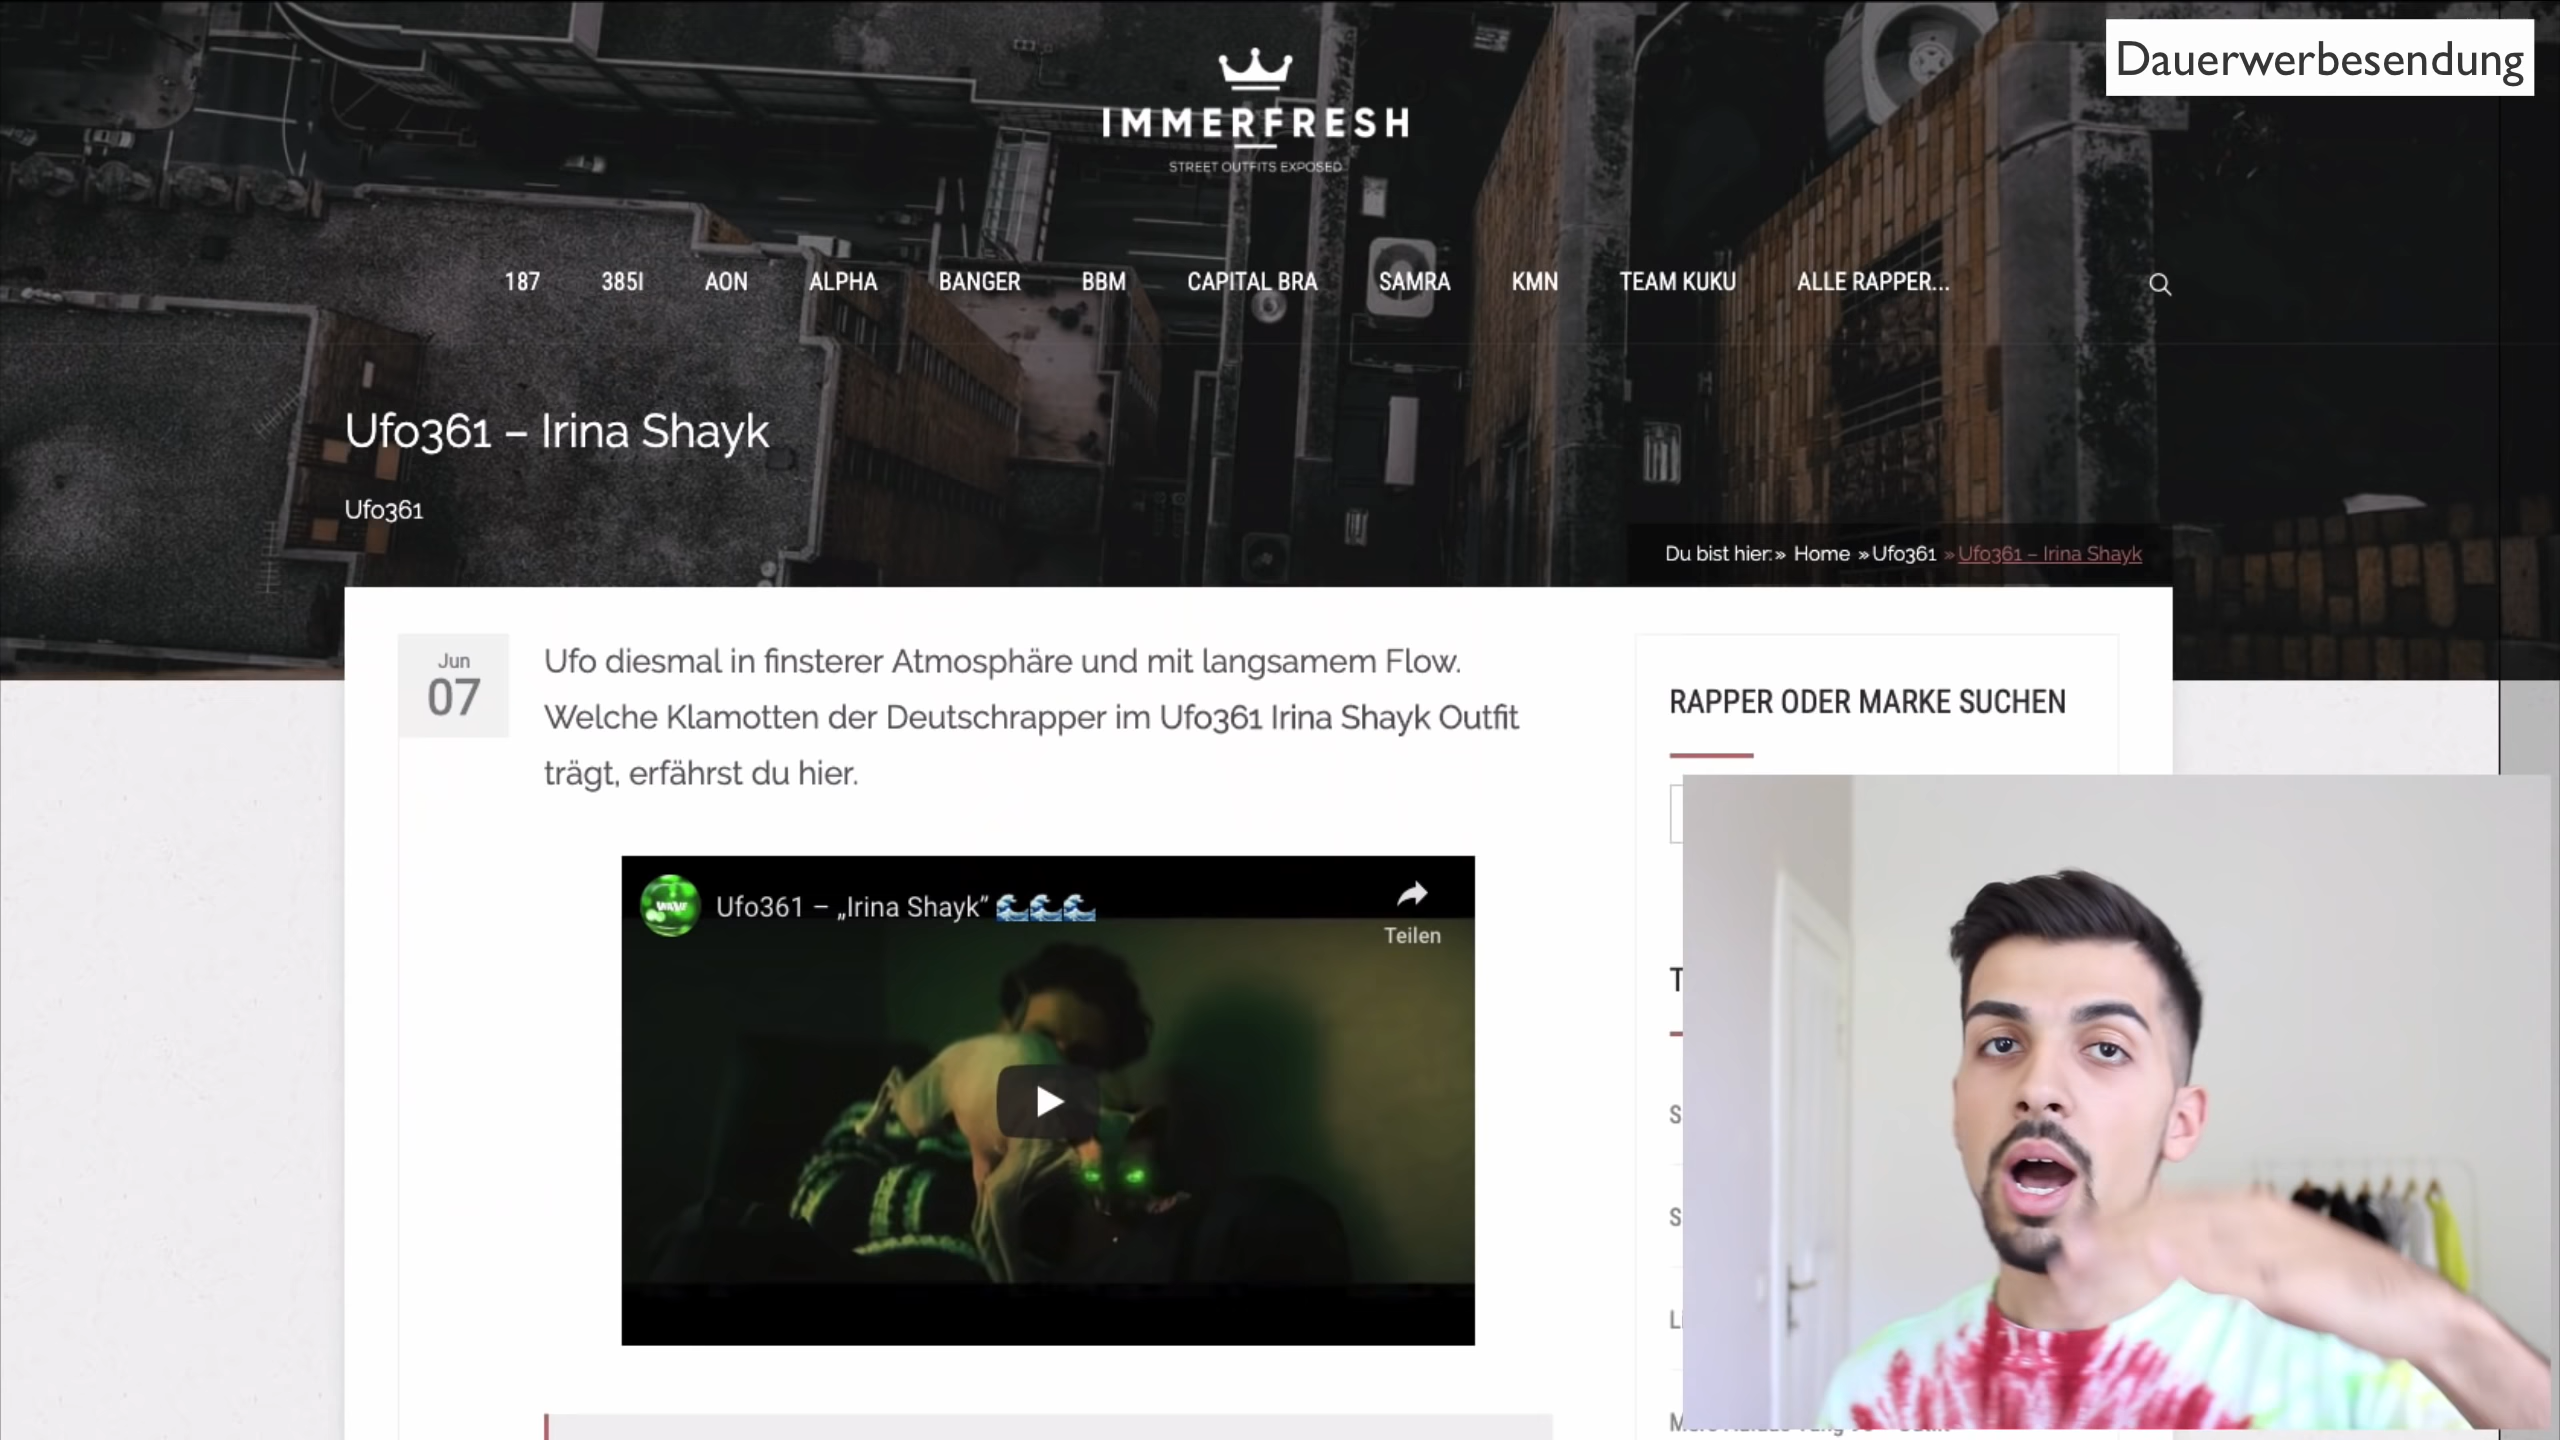 Dauerwerbesendung
IMMERFRESH
STREET OUTFITS EXPOSED
187 385I AON ALPHA BANGER BBM CAPITAL BRA SAMRA KMN TEAM KUKU ALLE RAPPER...
Ufo361 – Irina Shayk
Ufo361
Du bist hier:» Home » Ufo361 » Ufo361 – Irina Shayk
Jun
07
Ufo diesmal in finsterer Atmosphäre und mit langsamem Flow.
Welche Klamotten der Deutschrapper im Ufo361 Irina Shayk Outfit
trägt, erfährst du hier.
RAPPER ODER MARKE SUCHEN
WAVE
Ufo361 – „Irina Shayk“ 🌊🌊🌊
Teilen